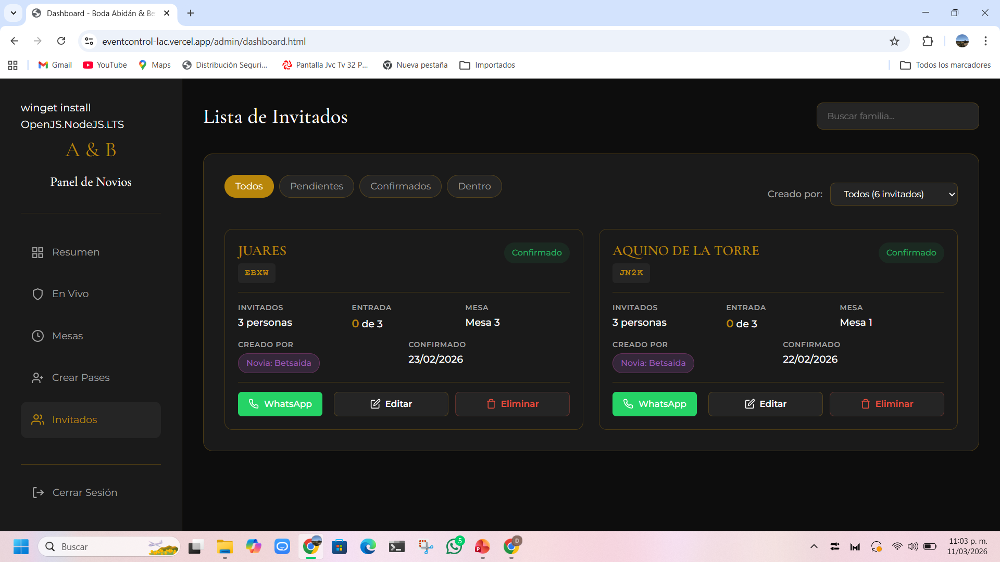 Dashboard - Boda Abidán & Be
eventcontrol-lac.vercel.app/admin/dashboard.html
Gmail
YouTube
Maps
Distribución Seguri...
Pantalla Jvc Tv 32 P...
Nueva pestaña
Importados
Todos los marcadores
winget install
OpenJS.NodeJS.LTS
A & B
Panel de Novios
Resumen
En Vivo
Mesas
Crear Pases
Invitados
Cerrar Sesión
Lista de Invitados
Buscar familia...
Todos
Pendientes
Confirmados
Dentro
Creado por:
Todos (6 invitados)
JUARES
Confirmado
EBXW
INVITADOS
ENTRADA
MESA
3 personas
0 de 3
Mesa 3
CREADO POR
CONFIRMADO
Novia: Betsaida
23/02/2026
WhatsApp
Editar
Eliminar
AQUINO DE LA TORRE
Confirmado
JN2K
INVITADOS
ENTRADA
MESA
3 personas
0 de 3
Mesa 1
CREADO POR
CONFIRMADO
Novia: Betsaida
22/02/2026
WhatsApp
Editar
Eliminar
Buscar
5
P
D
11:03 p. m.
11/03/2026